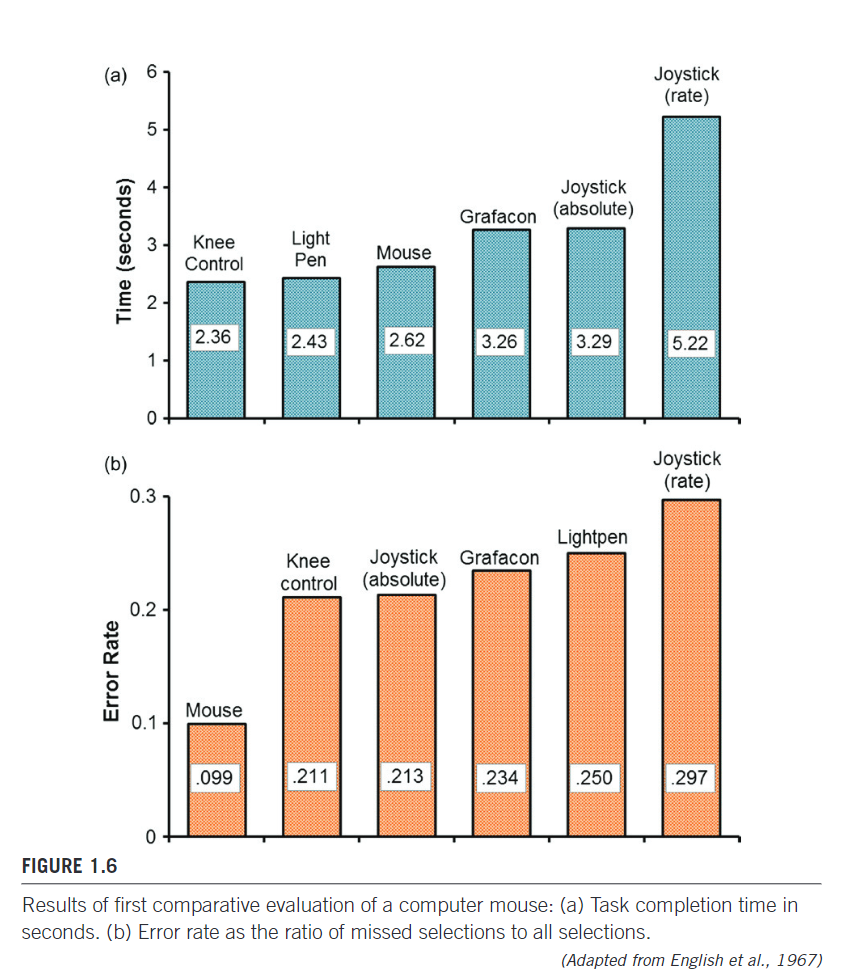 (a)
Time (seconds)
6
5
4
3
2
1
0
Knee
Control
2.36
Light
Pen
2.43
Mouse
2.62
Grafacon
3.26
Joystick
(absolute)
3.29
Joystick
(rate)
5.22
(b)
Error Rate
0.3
0.2
0.1
0
Mouse
.099
Knee
control
.211
Joystick
(absolute)
.213
Grafacon
.234
Lightpen
.250
Joystick
(rate)
.297
FIGURE 1.6
Results of first comparative evaluation of a computer mouse: (a) Task completion time in
seconds. (b) Error rate as the ratio of missed selections to all selections.
(Adapted from English et al., 1967)